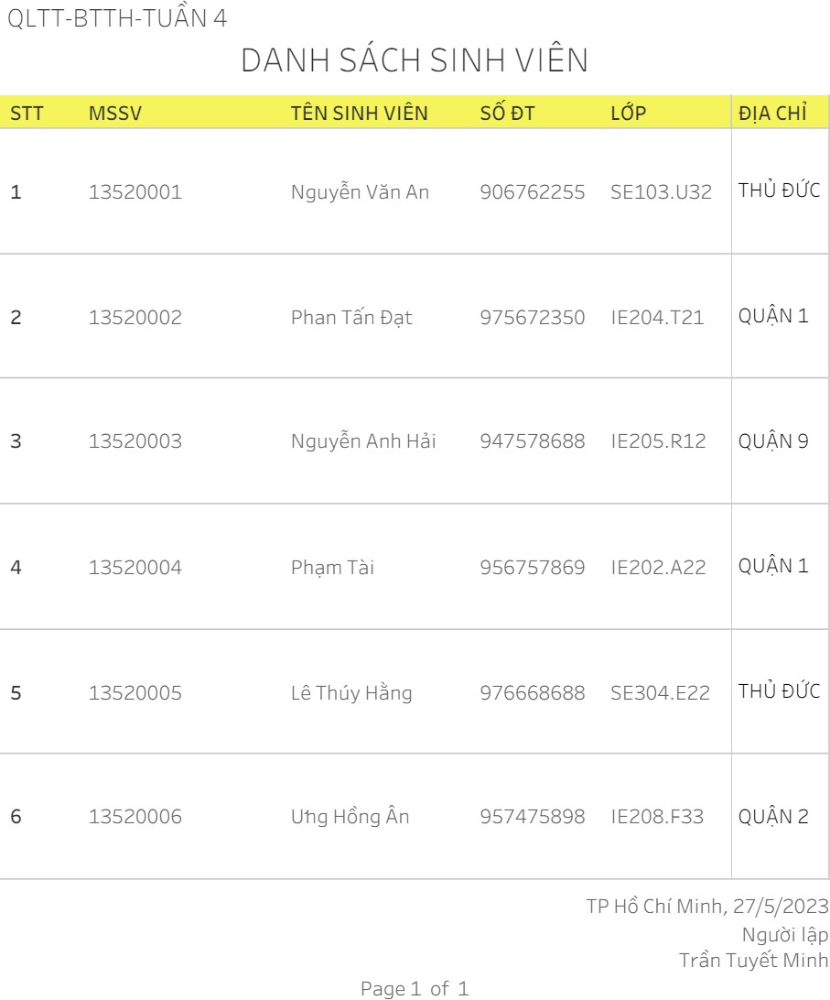 QLTT-BTTH-TUẦN 4
DANH SÁCH SINH VIÊN
STT MSSV TÊN SINH VIÊN SỐ ĐT LỚP ĐỊA CHỈ
1 13520001 Nguyễn Văn An 906762255 SE103.U32 THỦ ĐỨC
2 13520002 Phan Tấn Đạt 975672350 IE204.T21 QUẬN 1
3 13520003 Nguyễn Anh Hải 947578688 IE205.R12 QUẬN 9
4 13520004 Phạm Tài 956757869 IE202.A22 QUẬN 1
5 13520005 Lê Thúy Hằng 976668688 SE304.E22 THỦ ĐỨC
6 13520006 Ưng Hồng Ân 957475898 IE208.F33 QUẬN 2
TP Hồ Chí Minh, 27/5/2023
Người lập
Trần Tuyết Minh
Page 1 of 1